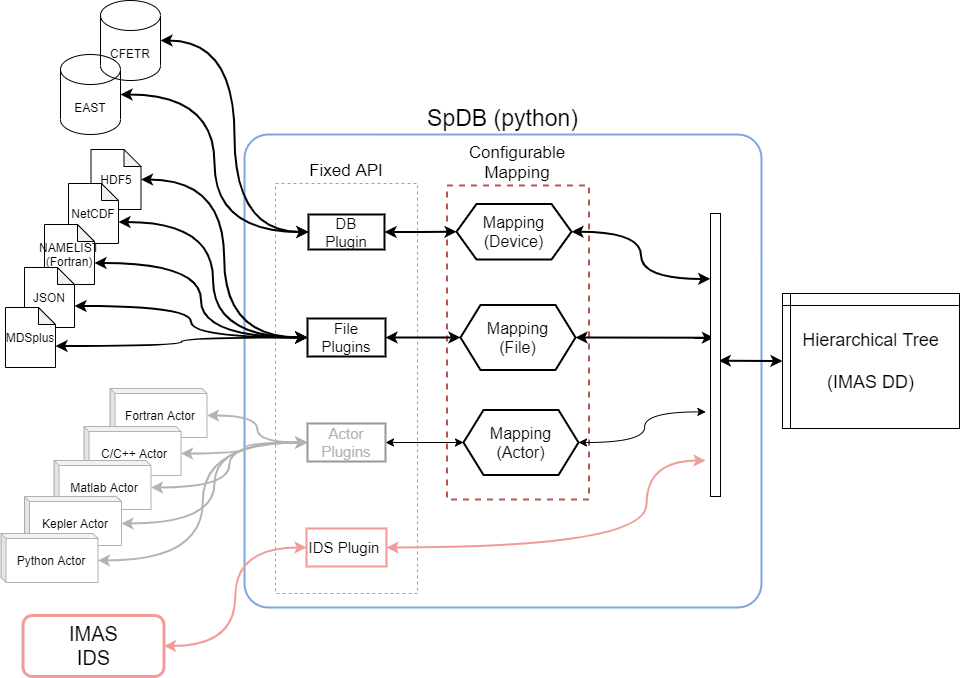 CFETR
EAST
HDF5
NetCDF
NAMELIST
(Fortran)
JSON
MDSplus
Fortran Actor
C/C++ Actor
Matlab Actor
Kepler Actor
Python Actor
IMAS
IDS
SpDB (python)
Fixed API
DB
Plugin
File
Plugins
Actor
Plugins
IDS Plugin
Configurable
Mapping
Mapping
(Device)
Mapping
(File)
Mapping
(Actor)
Hierarchical Tree
(IMAS DD)